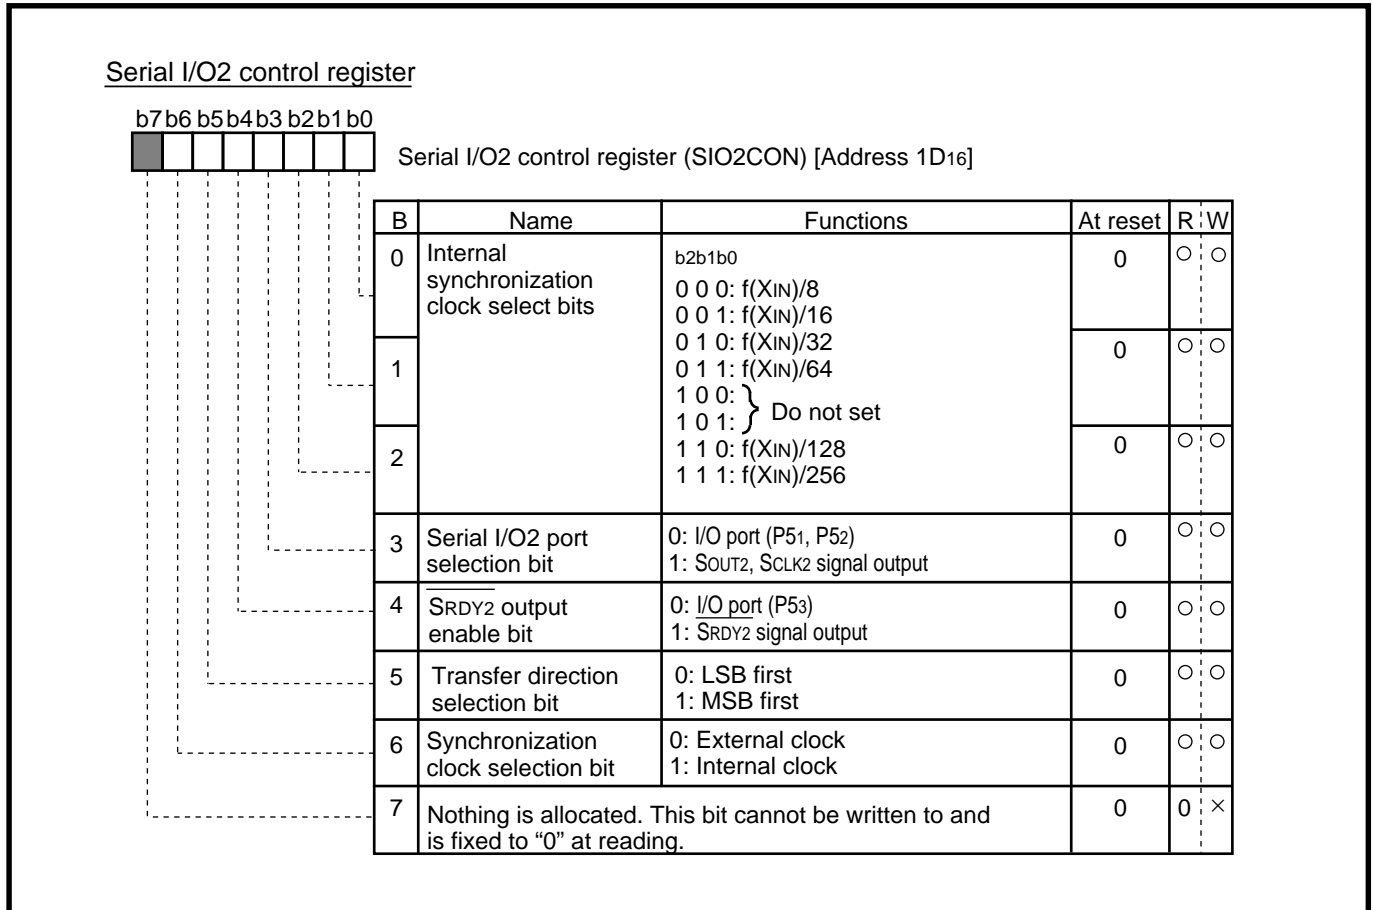 Serial I/O2 control register
b7 b6 b5 b4 b3 b2 b1 b0
Serial I/O2 control register (SIO2CON) [Address 1D16]
B Name Functions At reset R W
0 Internal synchronization clock select bits
b2b1b0
0 0 0: f(XIN)/8
0 0 1: f(XIN)/16
0 1 0: f(XIN)/32
0 1 1: f(XIN)/64
1 0 0:
1 0 1:
} Do not set
1 1 0: f(XIN)/128
1 1 1: f(XIN)/256
0 ○ ○
1 0 ○ ○
2 0 ○ ○
3 Serial I/O2 port
selection bit
0: I/O port (P51, P52)
1: SOUT2, SCLK2 signal output
0 ○ ○
4 SRDY2 output
enable bit
0: I/O port (P53)
1: SRDY2 signal output
0 ○ ○
5 Transfer direction
selection bit
0: LSB first
1: MSB first
0 ○ ○
6 Synchronization
clock selection bit
0: External clock
1: Internal clock
0 ○ ○
7 Nothing is allocated. This bit cannot be written to and
is fixed to “0” at reading.
0 0 ×